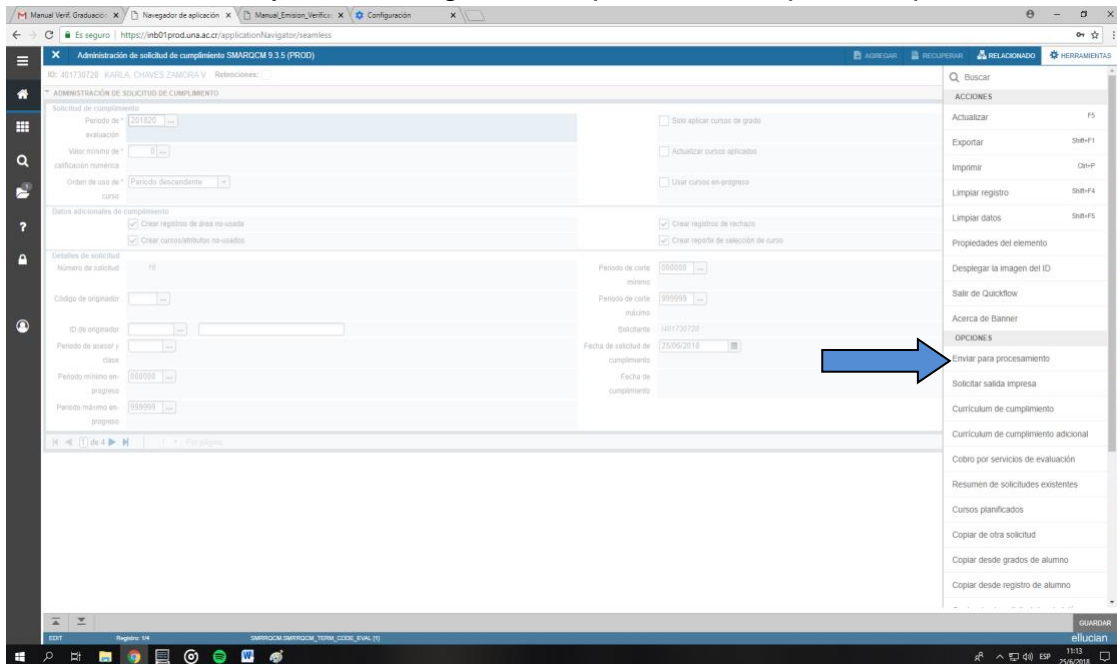 Manual Verif. Graduación
Navegador de aplicación
Manual_Emision_Verifica
Configuración
Es seguro | https://inb01prod.una.ac.cr/applicationNavigator/seamless
Administración de solicitud de cumplimiento SMARQCM 9.3.5 (PROD)
AGREGAR RECUPERAR RELACIONADO HERRAMIENTAS
ID: 401730728 KARLA, CHAVES ZAMORA V Retenciones:
ADMINISTRACIÓN DE SOLICITUD DE CUMPLIMIENTO
Solicitud de cumplimiento
Periodo de * 201820 ...
evaluación
Solo aplicar cursos de grado
Valor mínimo de * 0 ...
calificación numérica
Actualizar cursos aplicados
Orden de uso de * Periodo descendente
curso
Usar cursos en-progreso
Datos adicionales de cumplimiento
Crear registros de área no-usada
Crear registros de rechazo
Crear cursos/atributos no-usados
Crear reporte de selección de curso
Detalles de solicitud
Número de solicitud 19
Periodo de corte 000000 ...
mínimo
Código de originador ...
Periodo de corte 999999 ...
máximo
ID de originador ...
Solicitante I401730728
Periodo de asesor y ...
clase
Fecha de solicitud de 25/06/2018
cumplimiento
Periodo mínimo en- 000000 ...
progreso
Fecha de
cumplimiento
Periodo máximo en- 999999 ...
progreso
1 de 4 1 Por página
Buscar
ACCIONES
Actualizar F5
Exportar Shift+F1
Imprimir Ctrl+P
Limpiar registro Shift+F4
Limpiar datos Shift+F5
Propiedades del elemento
Desplegar la imagen del ID
Salir de Quickflow
Acerca de Banner
OPCIONES
Enviar para procesamiento
Solicitar salida impresa
Currículum de cumplimiento
Currículum de cumplimiento adicional
Cobro por servicios de evaluación
Resumen de solicitudes existentes
Cursos planificados
Copiar de otra solicitud
Copiar desde grados de alumno
Copiar desde registro de alumno
GUARDAR
EDIT Registro: 1/4 SMRRQCM.SMRRQCM_TERM_CODE_EVAL [1]
ellucian
ESP
11:13
25/6/2018